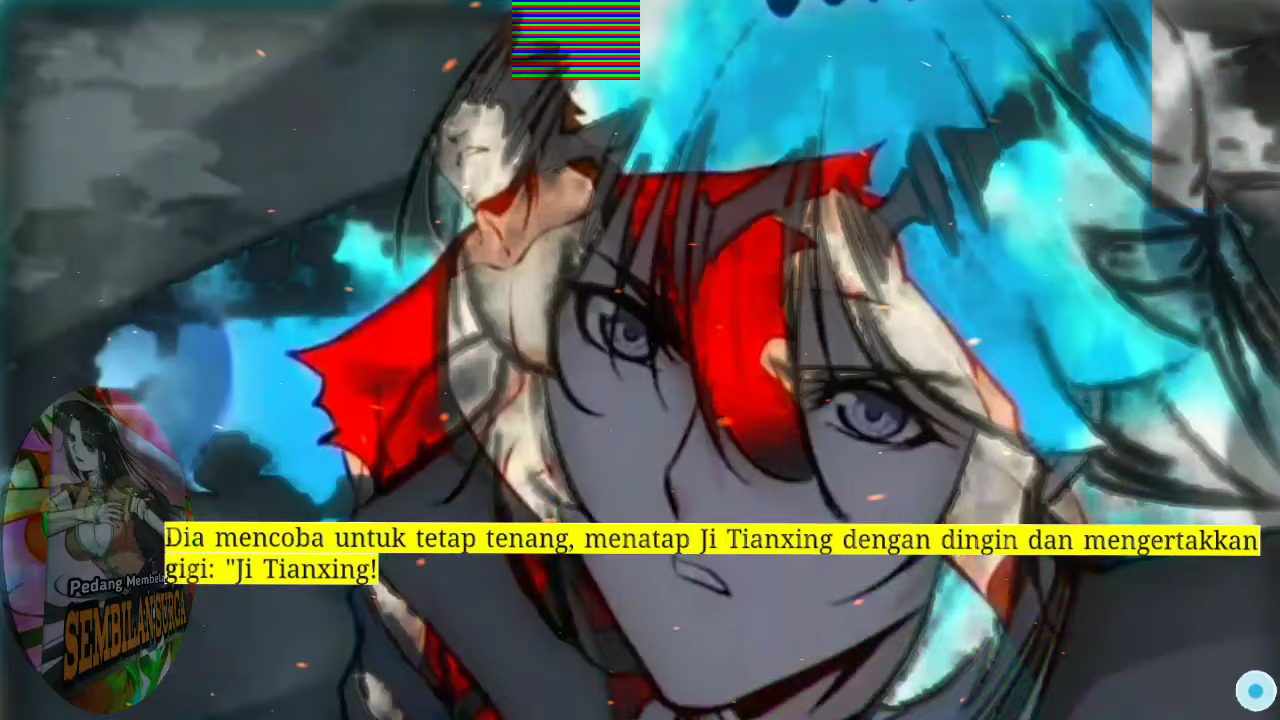 Dia mencoba untuk tetap tenang, menatap Ji Tianxing dengan dingin dan mengertakkan
gigi: "Ji Tianxing!
Pedang Membela
SEMBILAN SURGA